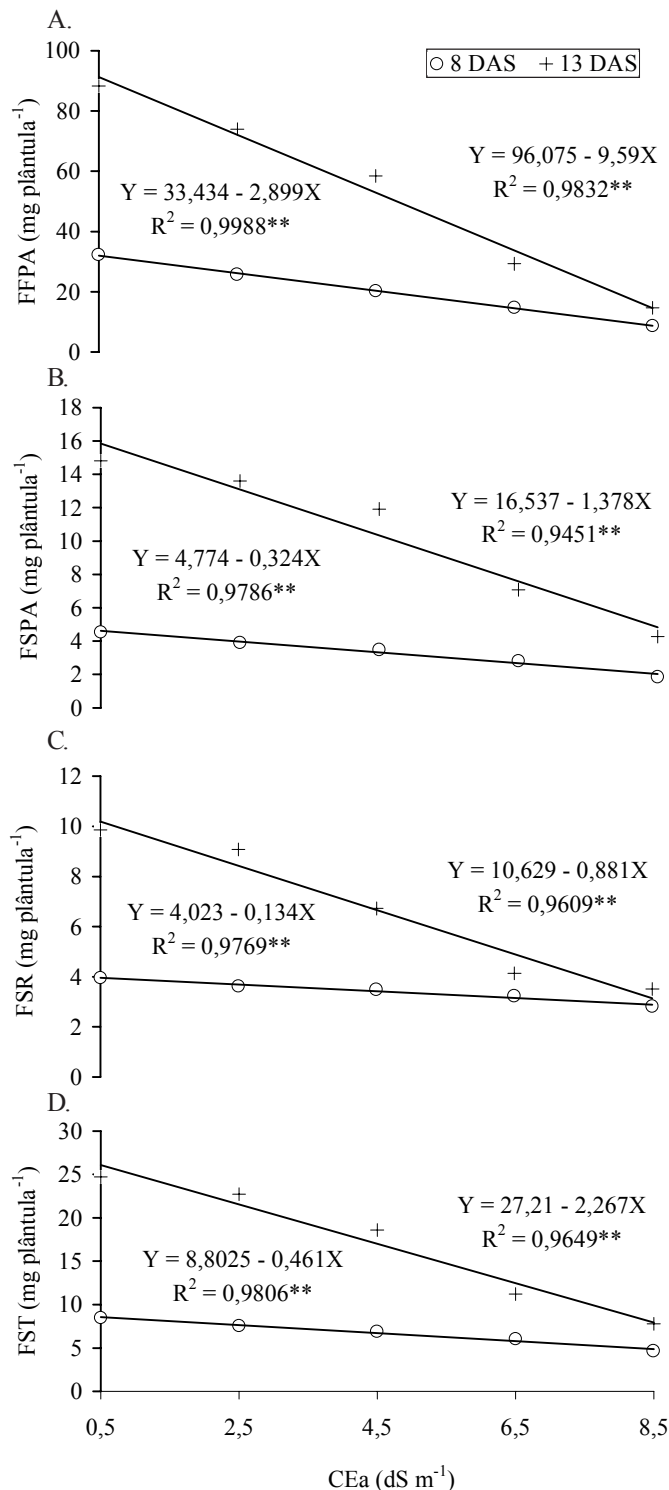 A.
100
80
60
40
20
0
FFPA (mg plântula⁻¹)
8 DAS + 13 DAS
Y = 96,075 - 9,59X
R² = 0,9832**
Y = 33,434 - 2,899X
R² = 0,9988**
B.
18
16
14
12
10
8
6
4
2
0
FSPA (mg plântula⁻¹)
Y = 16,537 - 1,378X
R² = 0,9451**
Y = 4,774 - 0,324X
R² = 0,9786**
C.
12
10
8
6
4
2
0
FSR (mg plântula⁻¹)
Y = 10,629 - 0,881X
R² = 0,9609**
Y = 4,023 - 0,134X
R² = 0,9769**
D.
30
25
20
15
10
5
0
FST (mg plântula⁻¹)
Y = 27,21 - 2,267X
R² = 0,9649**
Y = 8,8025 - 0,461X
R² = 0,9806**
0,5 2,5 4,5 6,5 8,5
CEa (dS m⁻¹)